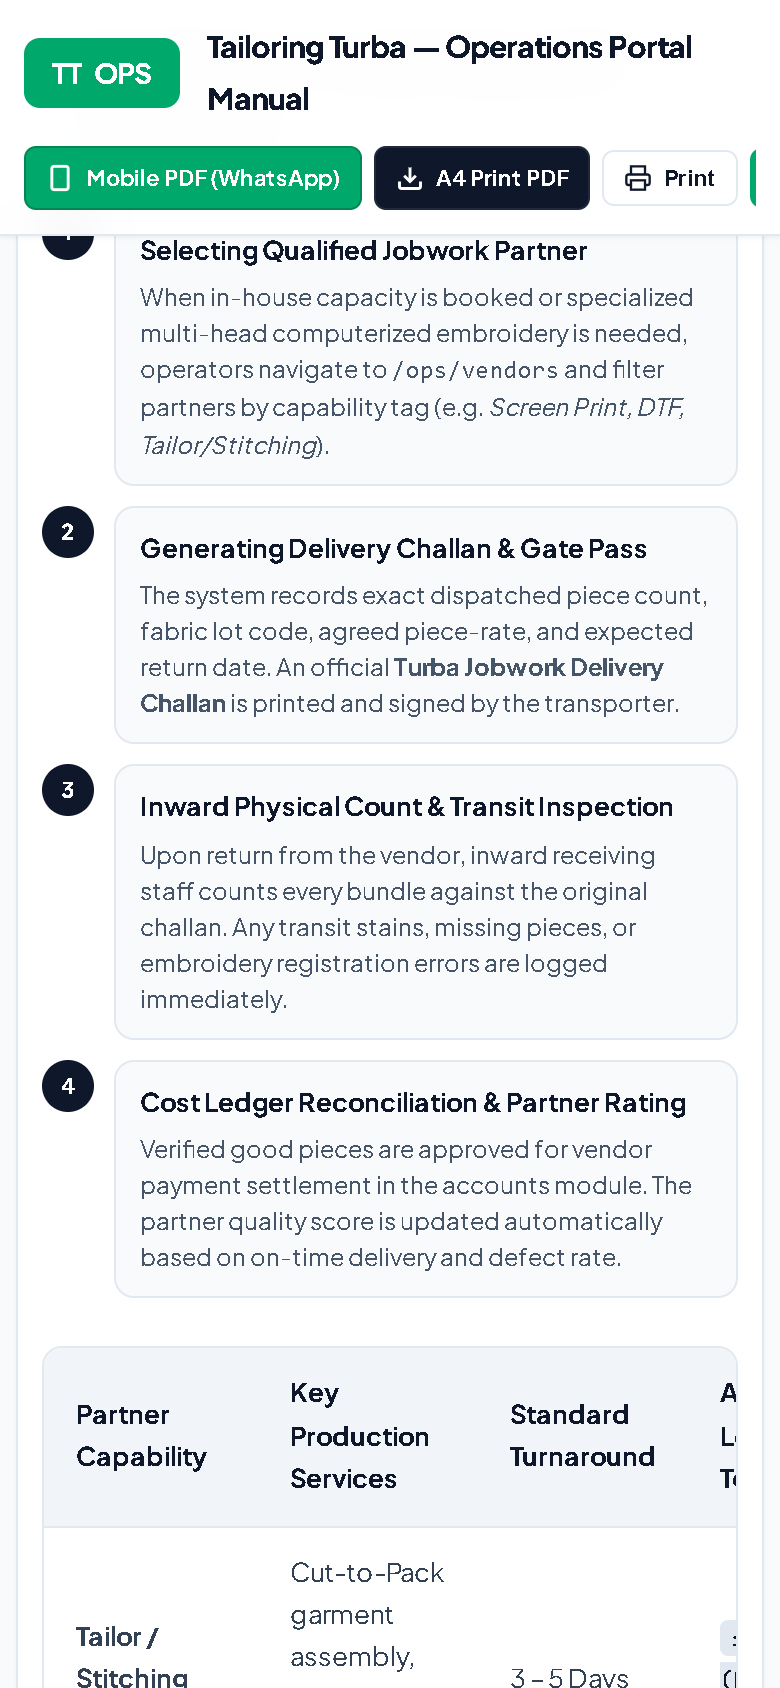 TT OPS
Tailoring Turba — Operations Portal
Manual
Mobile PDF (WhatsApp)
A4 Print PDF
Print
Selecting Qualified Jobwork Partner
When in-house capacity is booked or specialized
multi-head computerized embroidery is needed,
operators navigate to /ops/vendors and filter
partners by capability tag (e.g. Screen Print, DTF,
Tailor/Stitching).
2
Generating Delivery Challan & Gate Pass
The system records exact dispatched piece count,
fabric lot code, agreed piece-rate, and expected
return date. An official Turba Jobwork Delivery
Challan is printed and signed by the transporter.
3
Inward Physical Count & Transit Inspection
Upon return from the vendor, inward receiving
staff counts every bundle against the original
challan. Any transit stains, missing pieces, or
embroidery registration errors are logged
immediately.
4
Cost Ledger Reconciliation & Partner Rating
Verified good pieces are approved for vendor
payment settlement in the accounts module. The
partner quality score is updated automatically
based on on-time delivery and defect rate.
Partner
Capability
Key
Production
Services
Standard
Turnaround
Tailor /
Stitching
Cut-to-Pack
garment
assembly,
3 – 5 Days